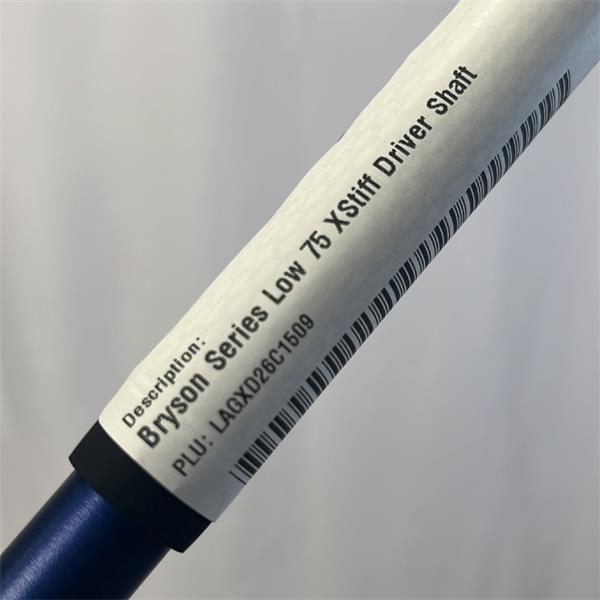 Description:
Bryson Series Low 75 XStiff Driver Shaft
PLU: LAGXD26C1509